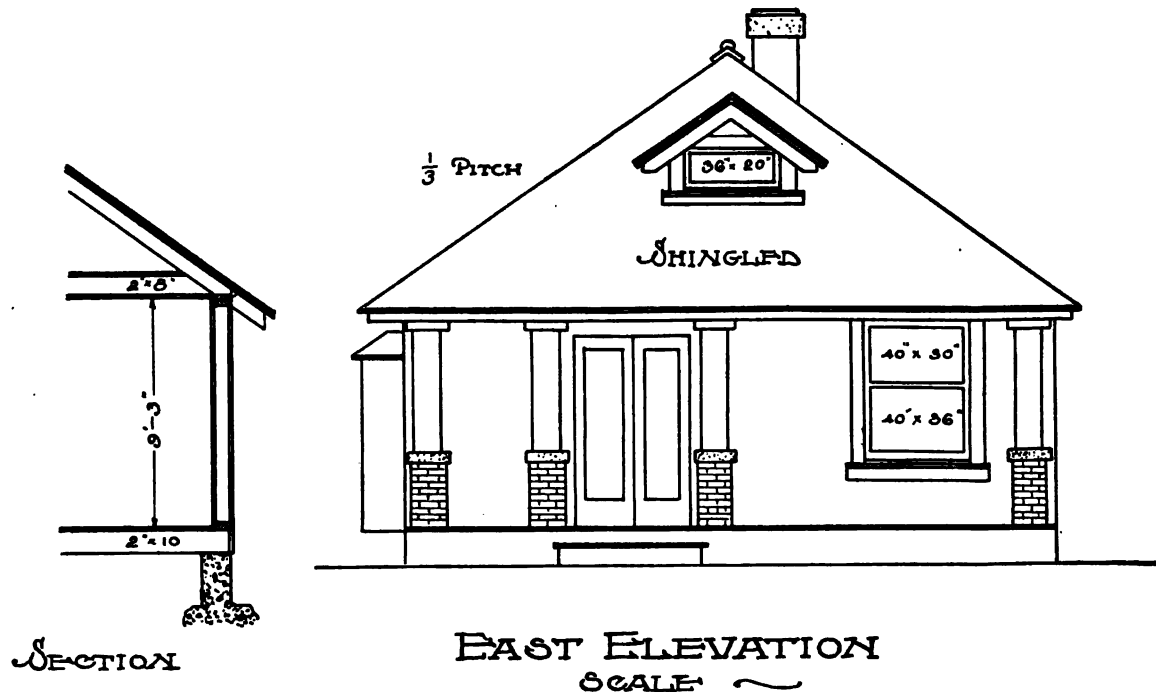 1/3 PITCH
36" x 20"
SHINGLED
2" x 8"
9'-3"
40" x 30"
40" x 36"
2" x 10
SECTION
EAST ELEVATION
SCALE